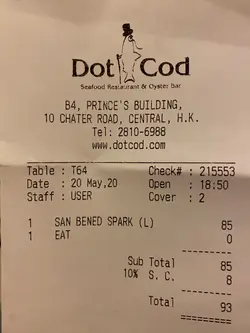 Dot Cod
Seafood Restaurant & Oyster bar
B4, PRINCE'S BUILDING,
10 CHATER ROAD, CENTRAL, H.K.
Tel: 2810-6988
www.dotcod.com
Table : T64 Check# : 215553
Date : 20 May,20 Open : 18:50
Staff : USER Cover : 2
1 SAN BENED SPARK (L) 85
1 EAT 0
Sub Total 85
10% S. C. 8
Total 93